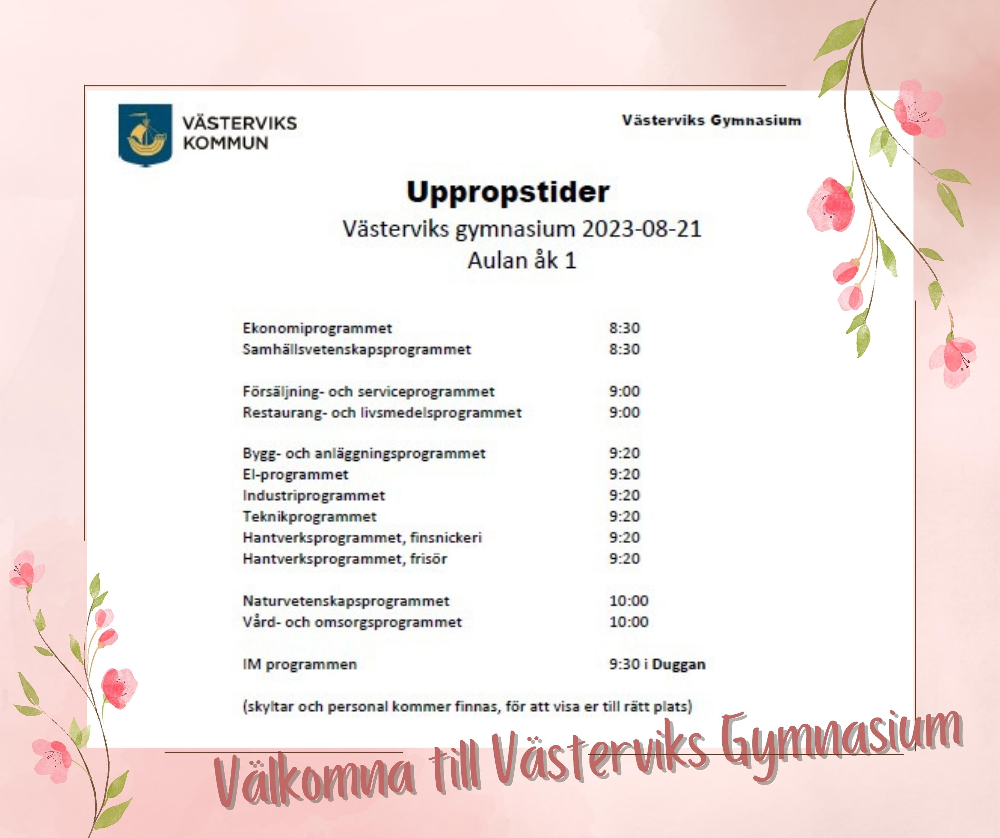 VÄSTERVIKS
KOMMUN
Västerviks Gymnasium
Uppropstider
Västerviks gymnasium 2023-08-21
Aulan åk 1
Ekonomiprogrammet 8:30
Samhällsvetenskapsprogrammet 8:30
Försäljning- och serviceprogrammet 9:00
Restaurang- och livsmedelsprogrammet 9:00
Bygg- och anläggningsprogrammet 9:20
El-programmet 9:20
Industriprogrammet 9:20
Teknikprogrammet 9:20
Hantverksprogrammet, finsnickeri 9:20
Hantverksprogrammet, frisör 9:20
Naturvetenskapsprogrammet 10:00
Vård- och omsorgsprogrammet 10:00
IM programmen 9:30 i Duggan
(skyltar och personal kommer finnas, för att visa er till rätt plats)
Välkomna till Västerviks Gymnasium